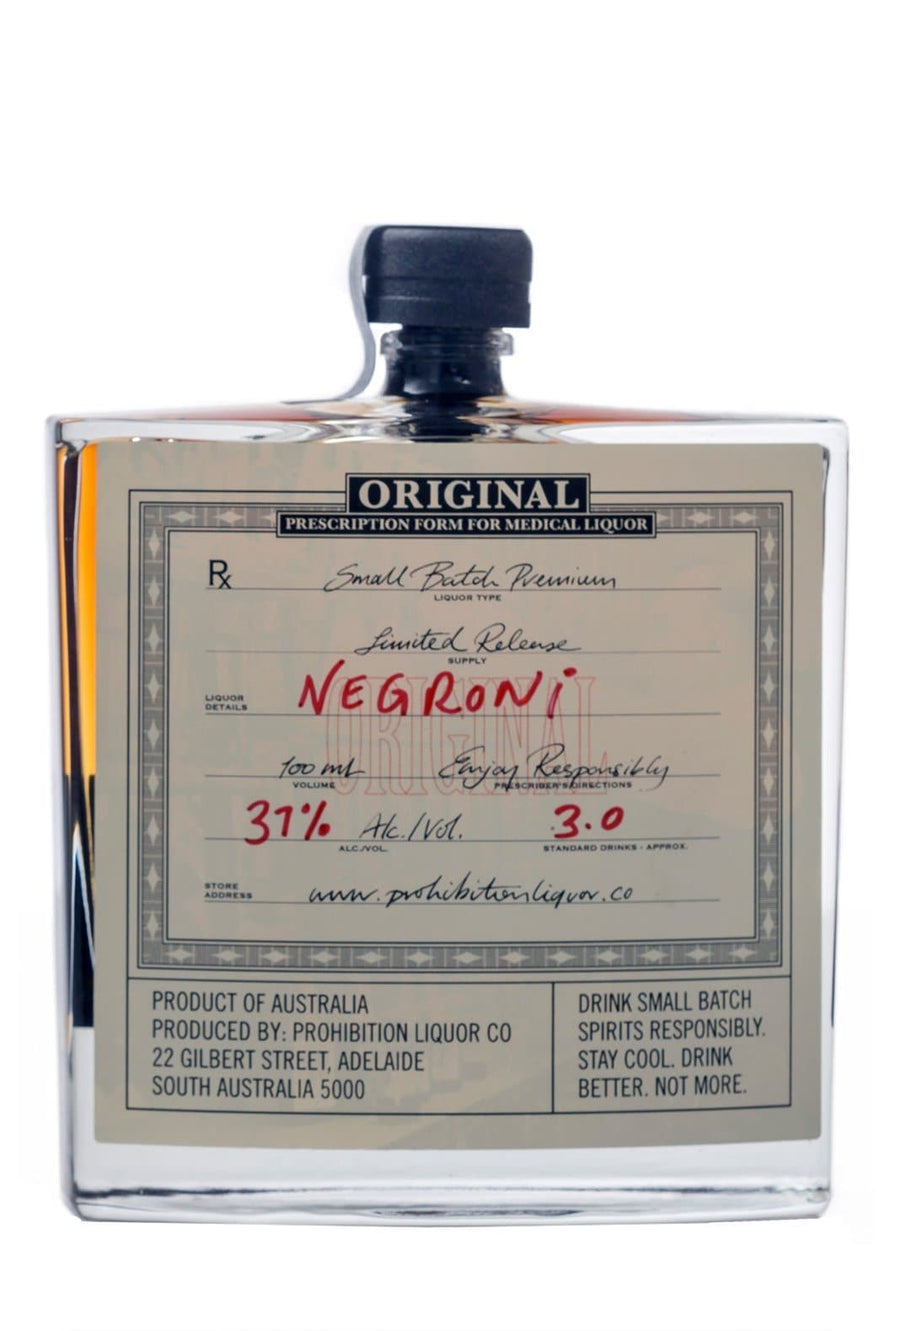 ORIGINAL
PRESCRIPTION FORM FOR MEDICAL LIQUOR
Rx Small Batch Premium
LIQUOR TYPE
Limited Release
SUPPLY
LIQUOR DETAILS NEGRONI
ORIGINAL
100 ml Enjoy Responsibly
VOLUME PRESCRIBER'S DIRECTIONS
37% Alc./Vol. 3.0
ALC./VOL. STANDARD DRINKS - APPROX.
STORE ADDRESS www.prohibitionliquor.co
PRODUCT OF AUSTRALIA
PRODUCED BY: PROHIBITION LIQUOR CO
22 GILBERT STREET, ADELAIDE
SOUTH AUSTRALIA 5000
DRINK SMALL BATCH
SPIRITS RESPONSIBLY.
STAY COOL. DRINK
BETTER. NOT MORE.